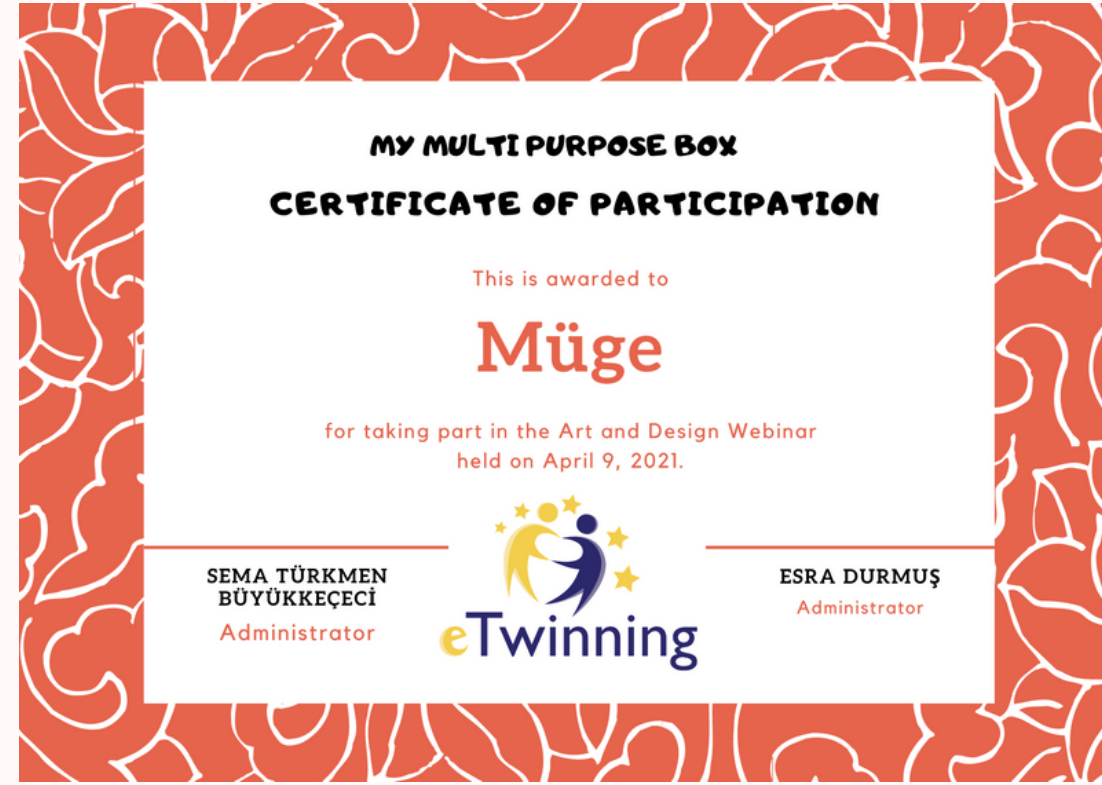 MY MULTI PURPOSE BOX
CERTIFICATE OF PARTICIPATION
This is awarded to
Müge
for taking part in the Art and Design Webinar
held on April 9, 2021.
SEMA TÜRKMEN
BÜYÜKKEÇECİ
Administrator
eTwinning
ESRA DURMUŞ
Administrator